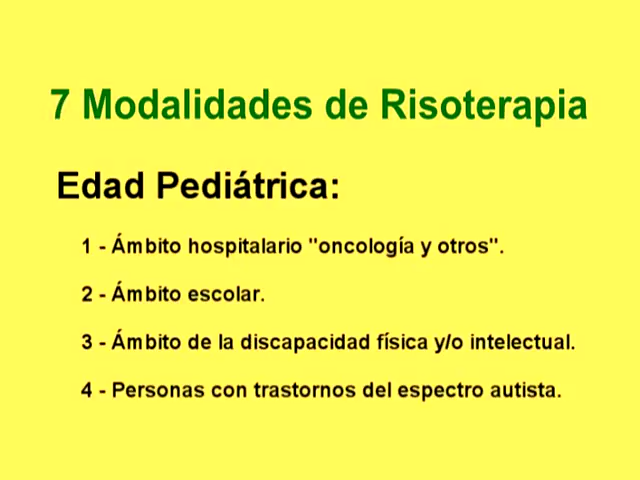 7 Modalidades de Risoterapia
Edad Pediátrica:
1 - Ámbito hospitalario "oncología y otros".
2 - Ámbito escolar.
3 - Ámbito de la discapacidad física y/o intelectual.
4 - Personas con trastornos del espectro autista.